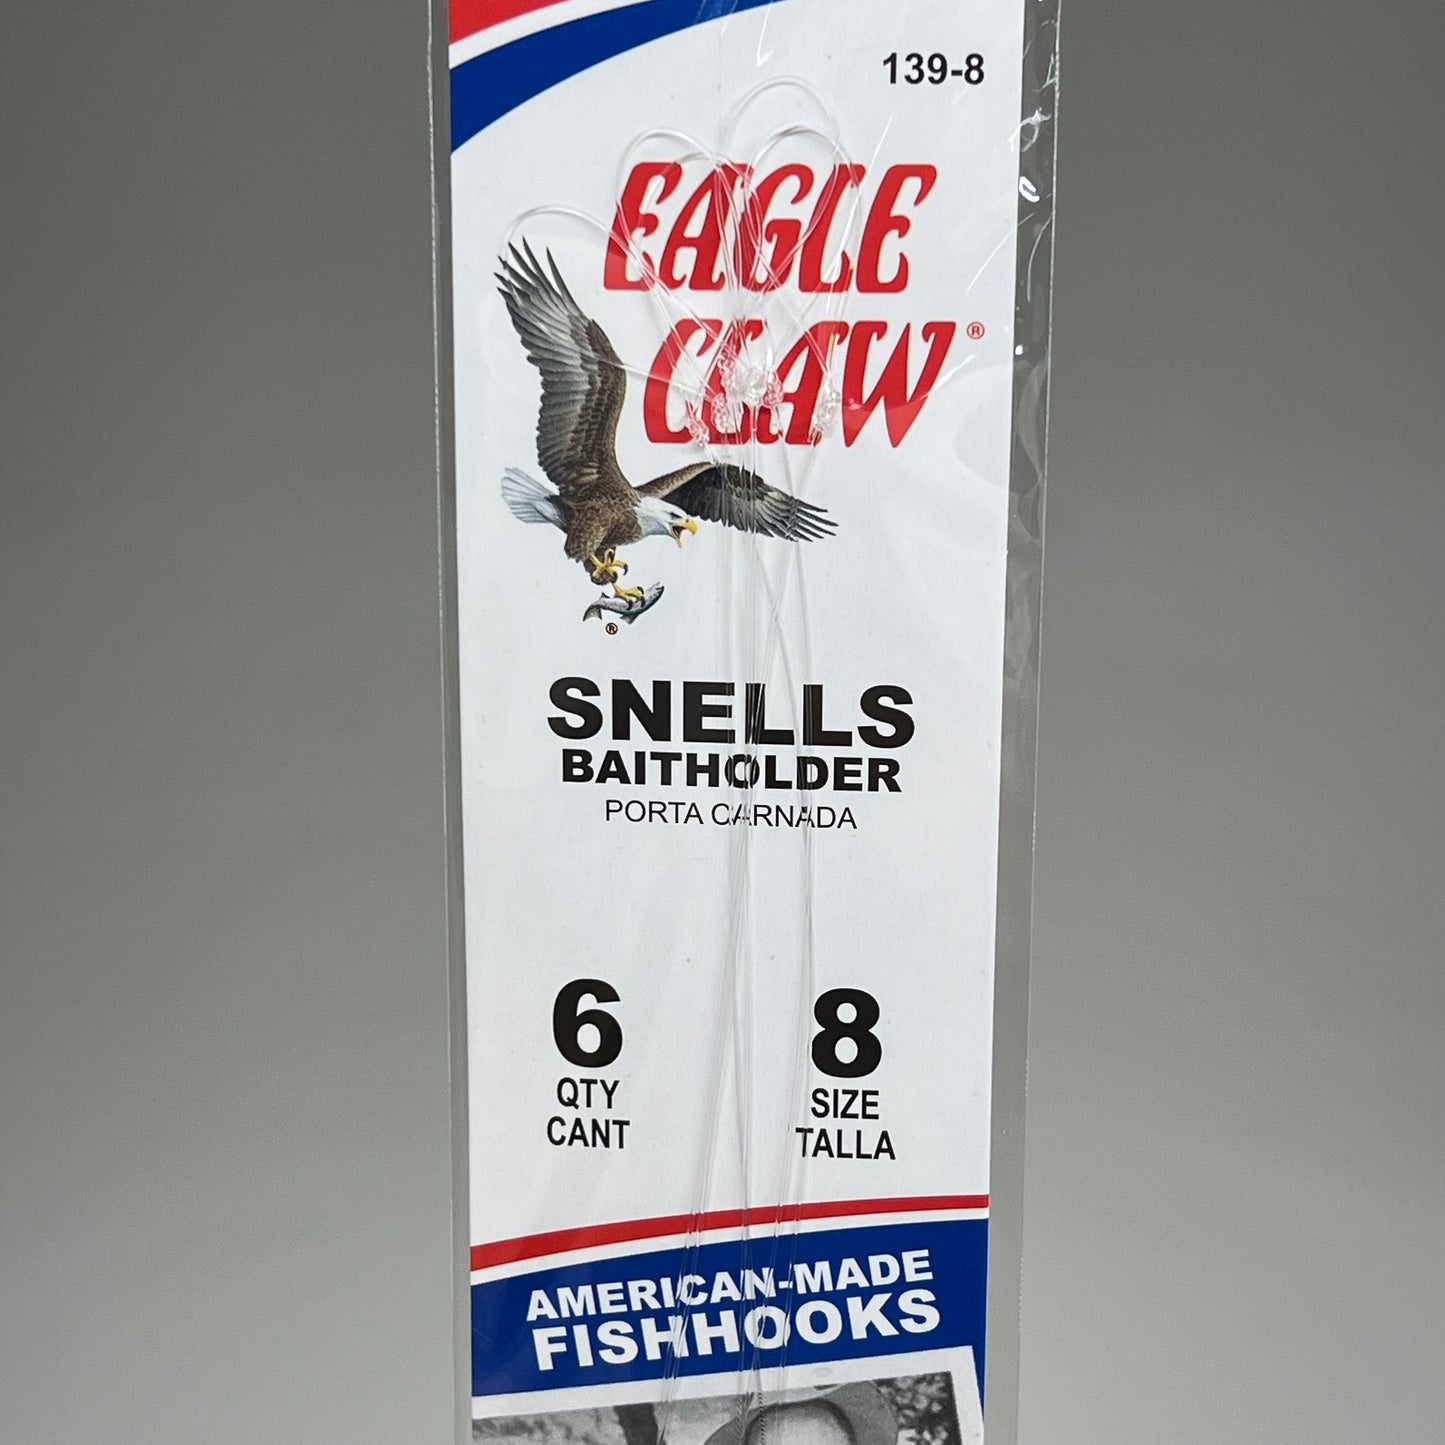 139-8
EAGLE
CLAW®
®
SNELLS
BAITHOLDER
PORTA CARNADA
6
QTY
CANT
8
SIZE
TALLA
AMERICAN-MADE
FISHHOOKS